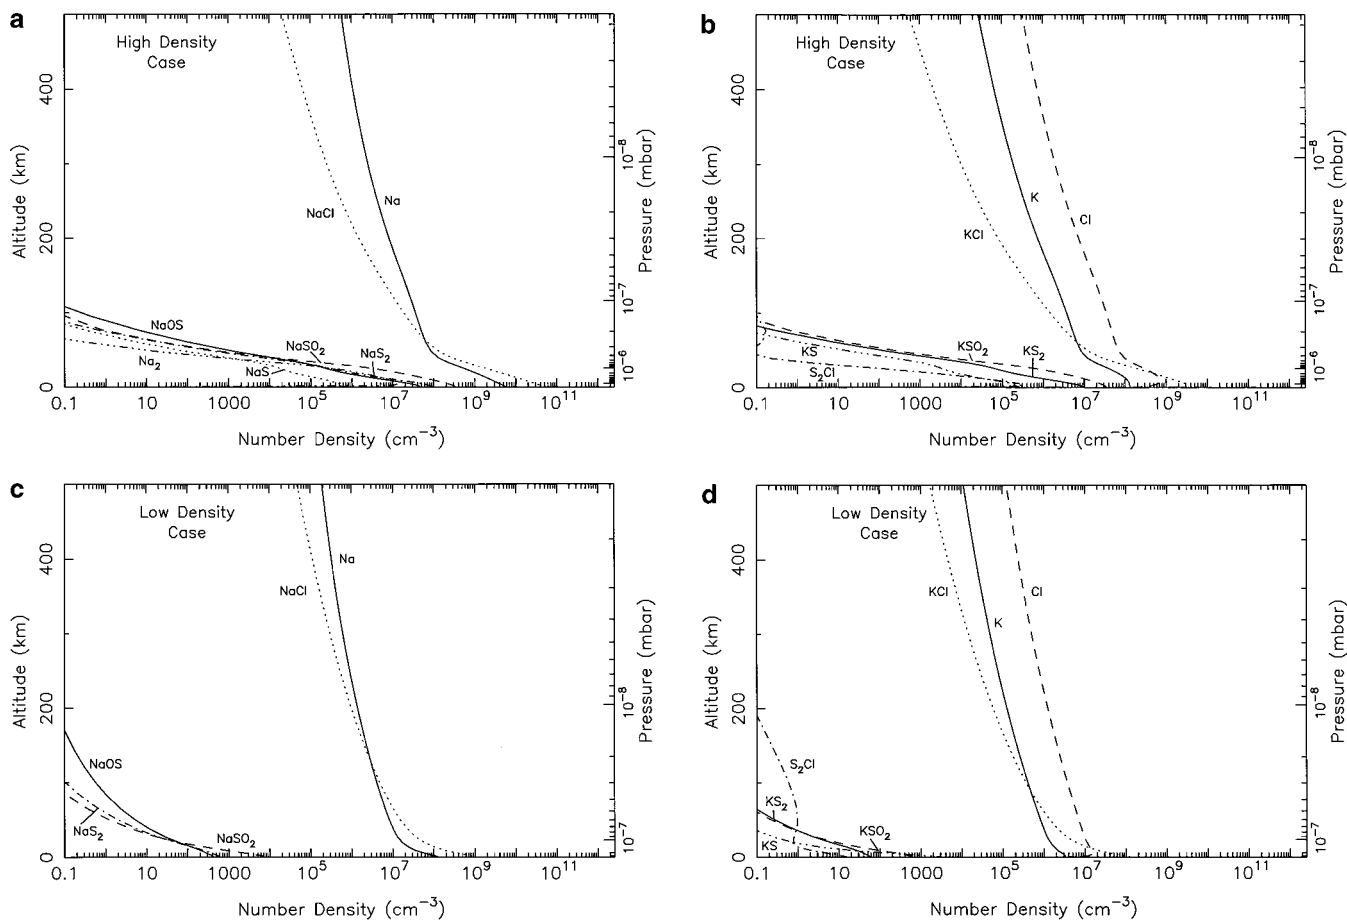 a
High Density
Case
Altitude (km)
400
200
0
NaCl
Na
NaOS
NaSO2
NaS2
Na2
NaS
0.1 10 1000 10^5 10^7 10^9 10^11
Number Density (cm^-3)
10^-8
10^-7
10^-6
Pressure (mbar)
b
High Density
Case
Altitude (km)
400
200
0
KCl
K
Cl
KSO2
KS2
KS
S2Cl
0.1 10 1000 10^5 10^7 10^9 10^11
Number Density (cm^-3)
10^-8
10^-7
10^-6
Pressure (mbar)
c
Low Density
Case
Altitude (km)
400
200
0
Na
NaCl
NaOS
NaS2
NaSO2
0.1 10 1000 10^5 10^7 10^9 10^11
Number Density (cm^-3)
10^-8
10^-7
Pressure (mbar)
d
Low Density
Case
Altitude (km)
400
200
0
KCl
K
Cl
S2Cl
KS2
KSO2
KS
0.1 10 1000 10^5 10^7 10^9 10^11
Number Density (cm^-3)
10^-8
10^-7
Pressure (mbar)